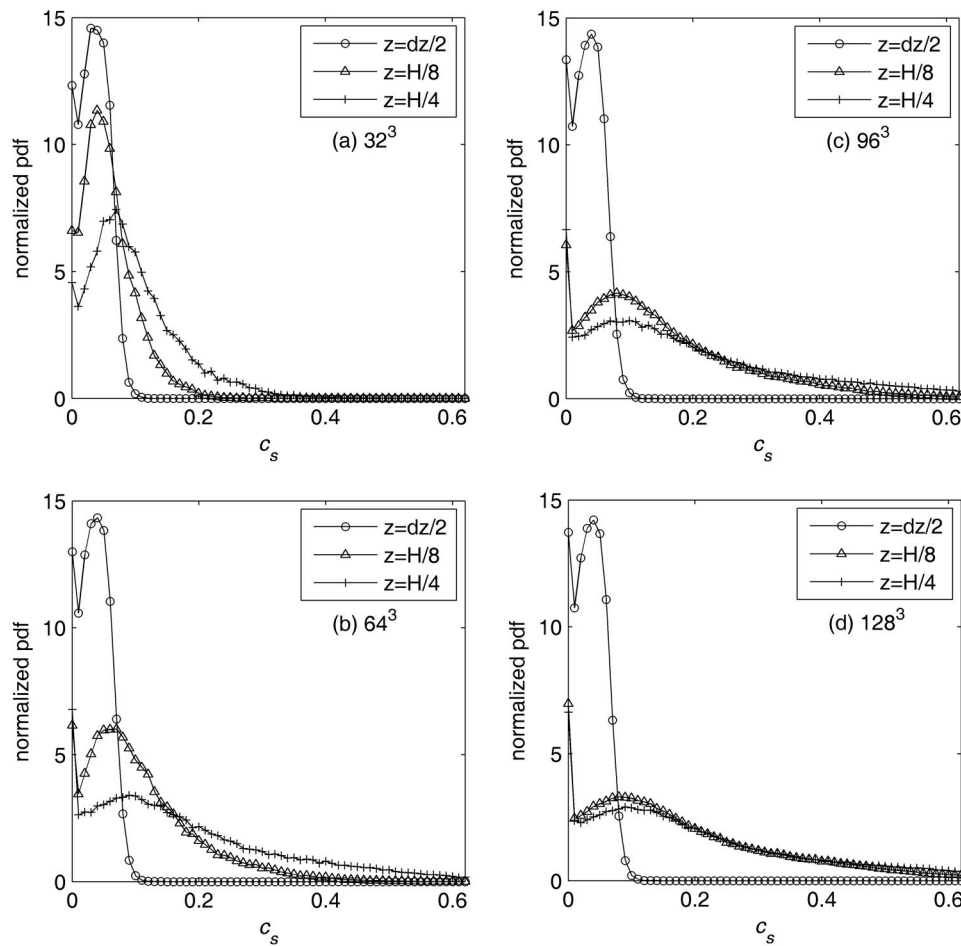 15
10
5
0
normalized pdf
z=dz/2
z=H/8
z=H/4
(a) 32³
0 0.2 0.4 0.6
c_s
15
10
5
0
normalized pdf
z=dz/2
z=H/8
z=H/4
(c) 96³
0 0.2 0.4 0.6
c_s
15
10
5
0
normalized pdf
z=dz/2
z=H/8
z=H/4
(b) 64³
0 0.2 0.4 0.6
c_s
15
10
5
0
normalized pdf
z=dz/2
z=H/8
z=H/4
(d) 128³
0 0.2 0.4 0.6
c_s